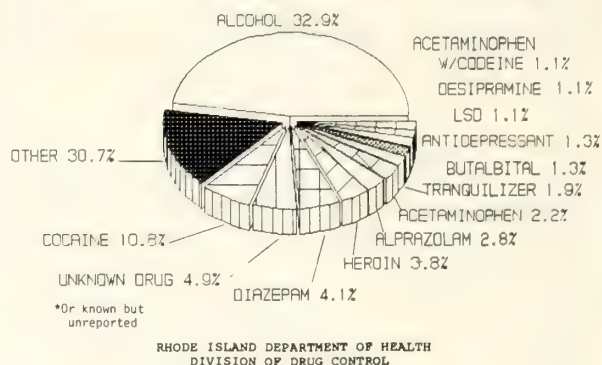 ALCOHOL 32.9%
ACETAMINOPHEN
W/CODEINE 1.1%
DESIPRAMINE 1.1%
LSD 1.1%
ANTIDEPRESSANT 1.3%
OTHER 30.7%
BUTALBITAL 1.3%
TRANQUILIZER 1.9%
ACETAMINOPHEN 2.2%
COCAINE 10.8%
ALPRAZOLAM 2.8%
HEROIN 3.8%
UNKNOWN DRUG 4.9%
DIAZEPAM 4.1%
*Or known but
unreported
RHODE ISLAND DEPARTMENT OF HEALTH
DIVISION OF DRUG CONTROL